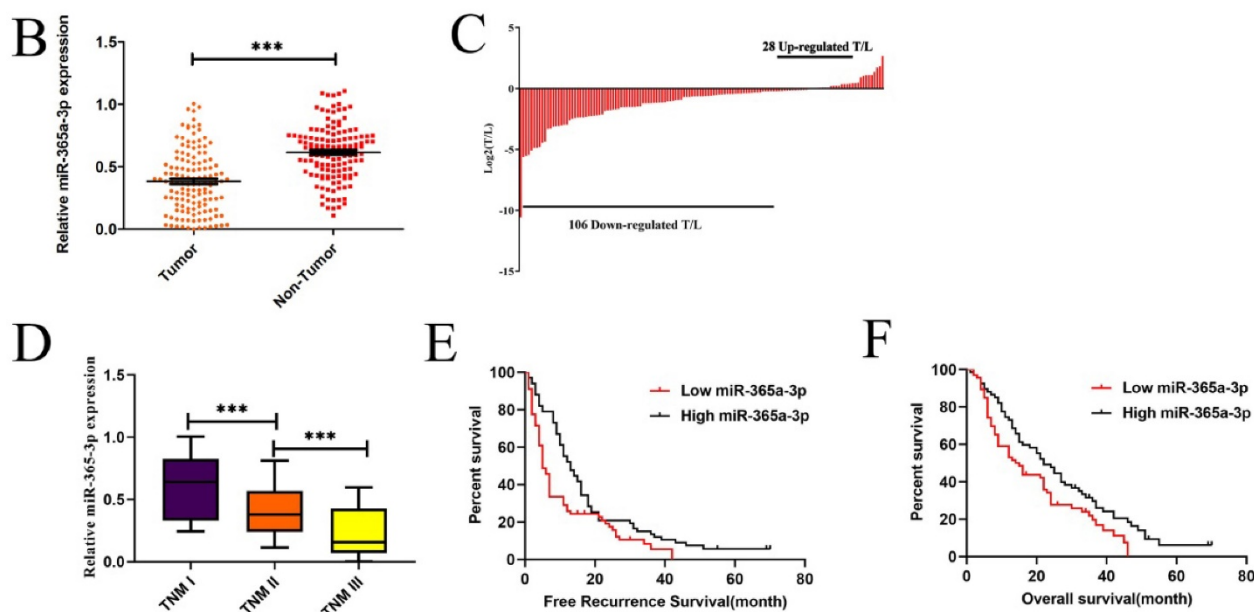 B
Relative miR-365a-3p expression
1.5
1.0
0.5
0.0
***
Tumor
Non-Tumor
C
Log2(T/L)
5
0
-5
-10
-15
28 Up-regulated T/L
106 Down-regulated T/L
D
Relative miR-365-3p expression
1.5
1.0
0.5
0.0
***
***
TNM I
TNM II
TNM III
E
Percent survival
100
80
60
40
20
0
Low miR-365a-3p
High miR-365a-3p
0 20 40 60 80
Free Recurrence Survival(month)
F
Percent survival
100
80
60
40
20
0
Low miR-365a-3p
High miR-365a-3p
0 20 40 60 80
Overall survival(month)